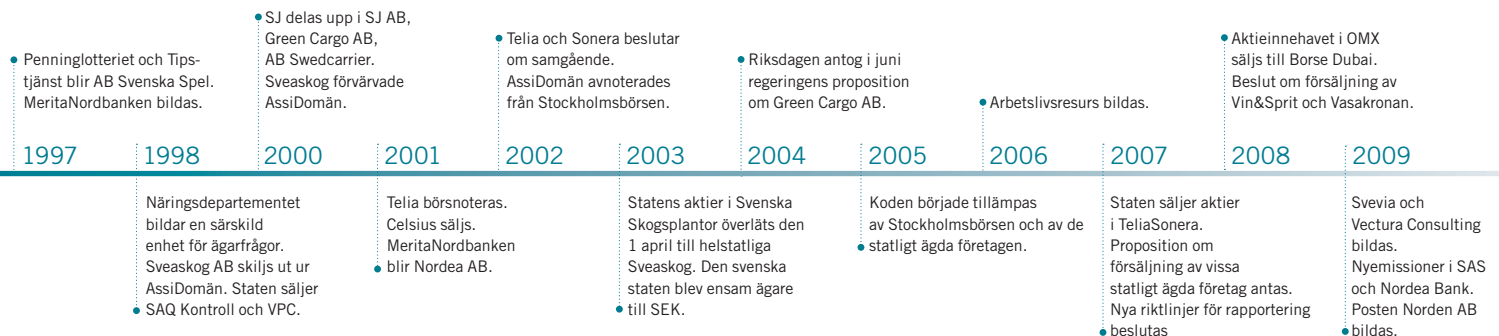 Penninglotteriet och Tips-
tjänst blir AB Svenska Spel.
MeritaNordbanken bildas.
SJ delas upp i SJ AB,
Green Cargo AB,
AB Swedcarrier.
Sveaskog förvärvade
AssiDomän.
Telia och Sonera beslutar
om samgående.
AssiDomän avnoterades
från Stockholmsbörsen.
Riksdagen antog i juni
regeringens proposition
om Green Cargo AB.
Arbetslivsresurs bildas.
Aktieinnehavet i OMX
säljs till Borse Dubai.
Beslut om försäljning av
Vin&Sprit och Vasakronan.
1997 1998 2000 2001 2002 2003 2004 2005 2006 2007 2008 2009
Näringsdepartementet
bildar en särskild
enhet för ägarfrågor.
Sveaskog AB skiljs ut ur
AssiDomän. Staten säljer
SAQ Kontroll och VPC.
Telia börsnoteras.
Celsius säljs.
MeritaNordbanken
blir Nordea AB.
Statens aktier i Svenska
Skogsplantor överläts den
1 april till helstatliga
Sveaskog. Den svenska
staten blev ensam ägare
till SEK.
Koden började tillämpas
av Stockholmsbörsen och av de
statligt ägda företagen.
Staten säljer aktier
i TeliaSonera.
Proposition om
försäljning av vissa
statligt ägda företag antas.
Nya riktlinjer för rapportering
beslutas
Svevia och
Vectura Consulting
bildas.
Nyemissioner i SAS
och Nordea Bank.
Posten Norden AB
bildas.